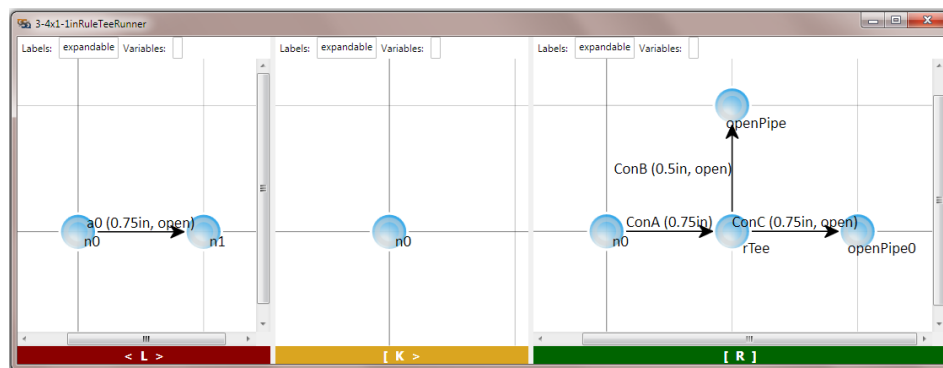 3-4x1-1inRuleTeeRunner
Labels: expandable Variables:
Labels: expandable Variables:
Labels: expandable Variables:
openPipe
ConB (0.5in, open)
a0 (0.75in, open)
n0
n1
n0
ConA (0.75in)
ConC (0.75in, open)
n0
rTee
openPipe0
< L >
[ K >
[ R ]